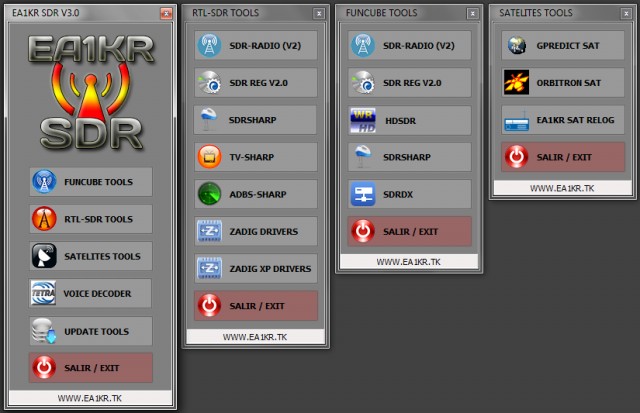 EA1KR SDR V3.0
EA1KR
SDR
FUNCUBE TOOLS
RTL-SDR TOOLS
SATELITES TOOLS
TETRA
VOICE DECODER
UPDATE TOOLS
SALIR / EXIT
WWW.EA1KR.TK
RTL-SDR TOOLS
SDR-RADIO (V2)
SDR REG V2.0
SDRSHARP
TV-SHARP
ADBS-SHARP
ZADIG DRIVERS
ZADIG XP DRIVERS
SALIR / EXIT
WWW.EA1KR.TK
FUNCUBE TOOLS
SDR-RADIO (V2)
SDR REG V2.0
WR
HD
HDSDR
SDRSHARP
SDRDX
SALIR / EXIT
WWW.EA1KR.TK
SATELITES TOOLS
GPREDICT SAT
ORBITRON SAT
EA1KR SAT RELOG
SALIR / EXIT
WWW.EA1KR.TK